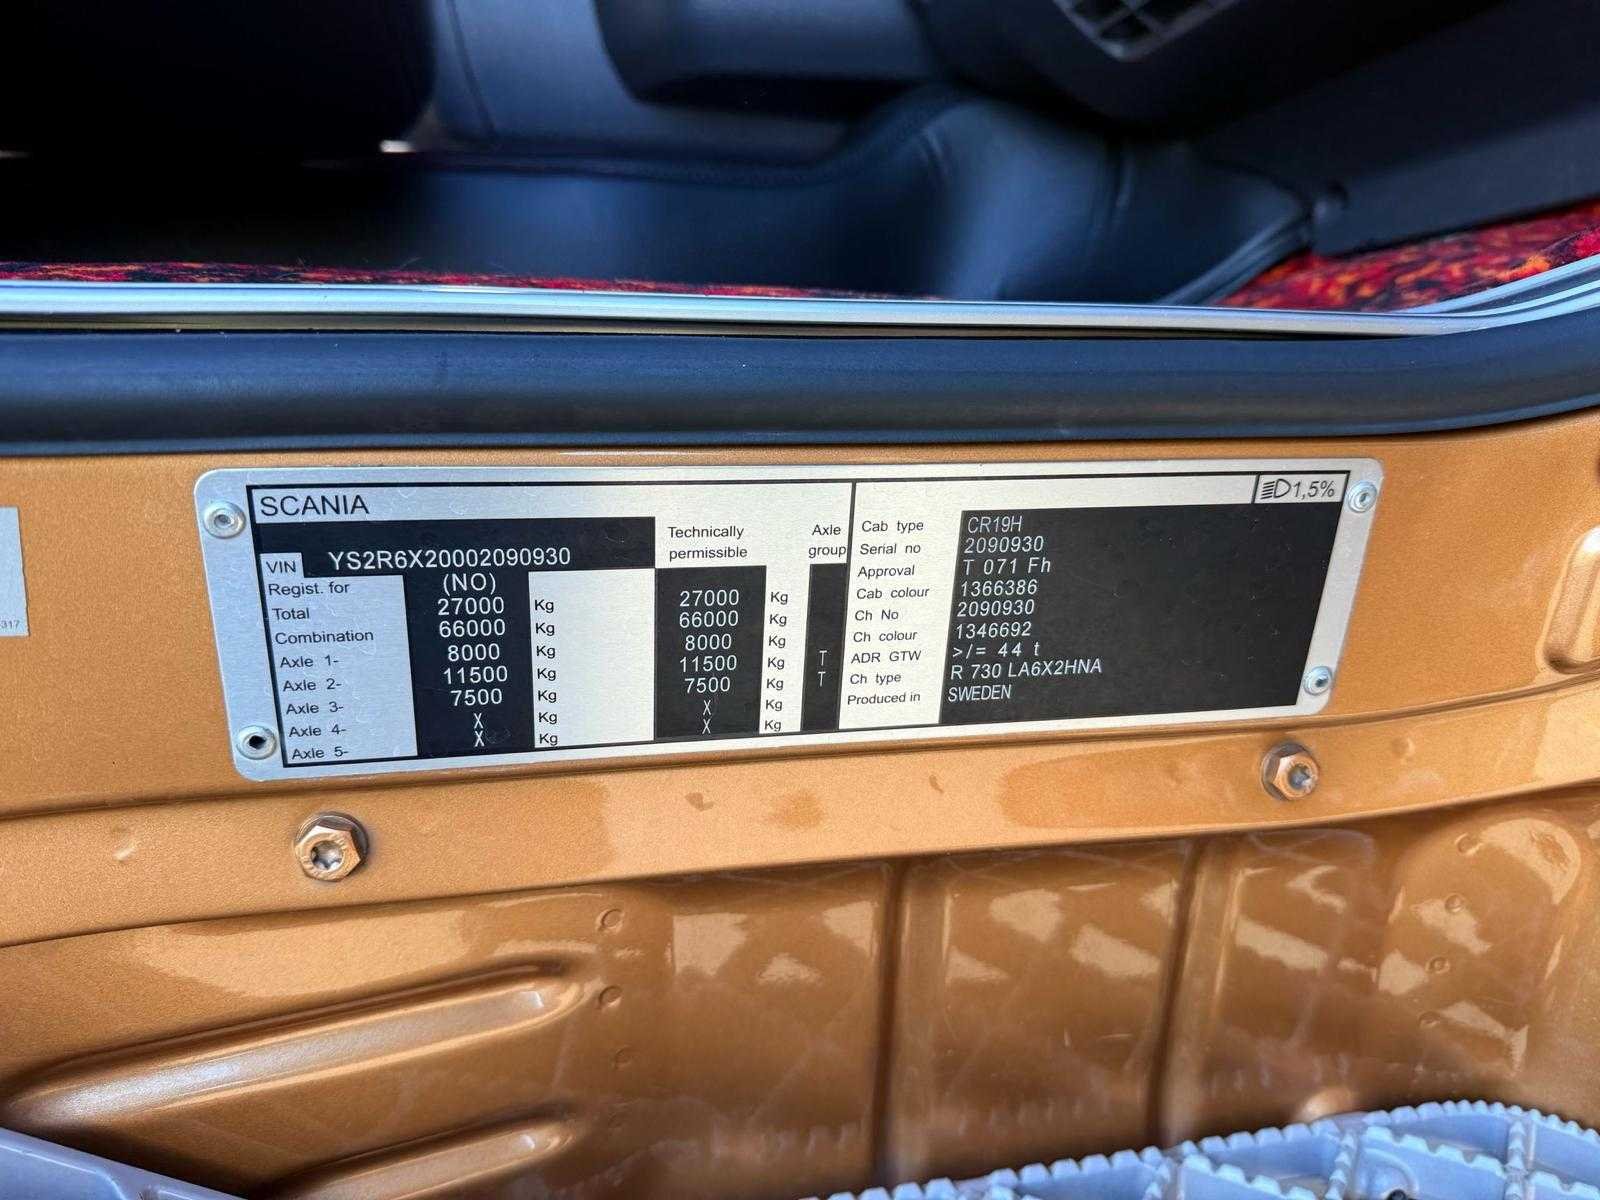 SCANIA
VIN YS2R6X20002090930
Technically permissible
Axle group
Regist. for (NO)
Total 27000 Kg 27000 Kg
Combination 66000 Kg 66000 Kg
Axle 1- 8000 Kg 8000 Kg
Axle 2- 11500 Kg 11500 Kg T
Axle 3- 7500 Kg 7500 Kg T
Axle 4- X Kg X Kg
Axle 5- X Kg X Kg
1,5%
Cab type CR19H
Serial no 2090930
Approval T 071 Fh
Cab colour 1366386
Ch No 2090930
Ch colour 1346692
ADR GTW >/= 44 t
Ch type R 730 LA6X2HNA
Produced in SWEDEN
317